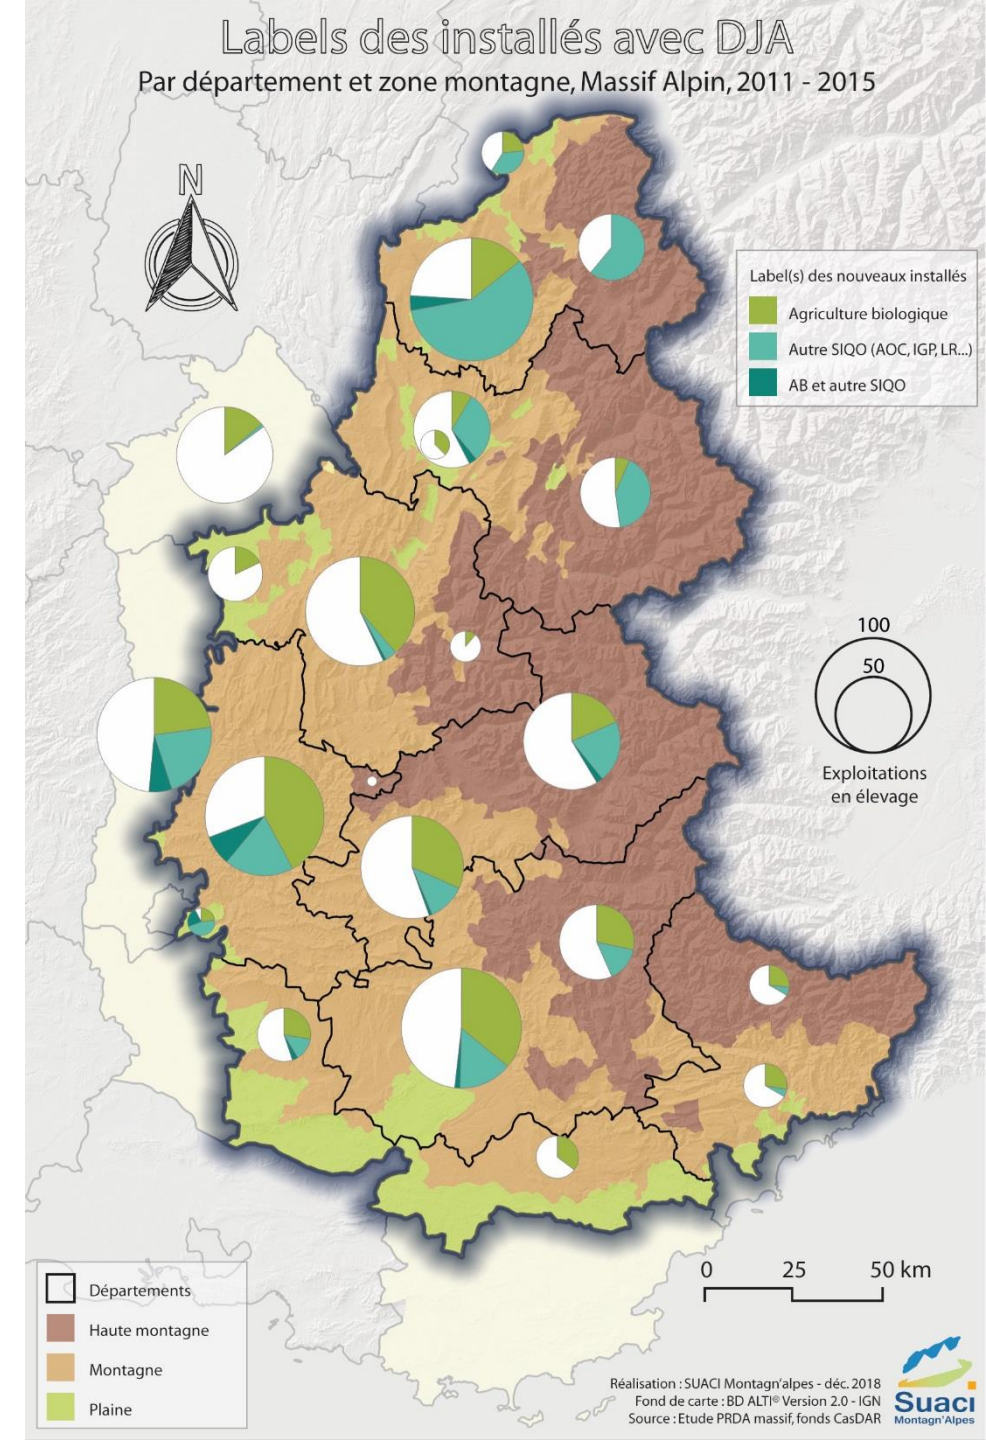 Labels des installés avec DJA
Par département et zone montagne, Massif Alpin, 2011 - 2015
N
Label(s) des nouveaux installés
Agriculture biologique
Autre SIQO (AOC, IGP, LR...)
AB et autre SIQO
100
50
Exploitations
en élevage
0 25 50 km
Départements
Haute montagne
Montagne
Plaine
Réalisation : SUACI Montagn'alpes - déc. 2018
Fond de carte : BD ALTI® Version 2.0 - IGN
Source : Etude PRDA massif, fonds CasDAR
Suaci
Montagn'Alpes